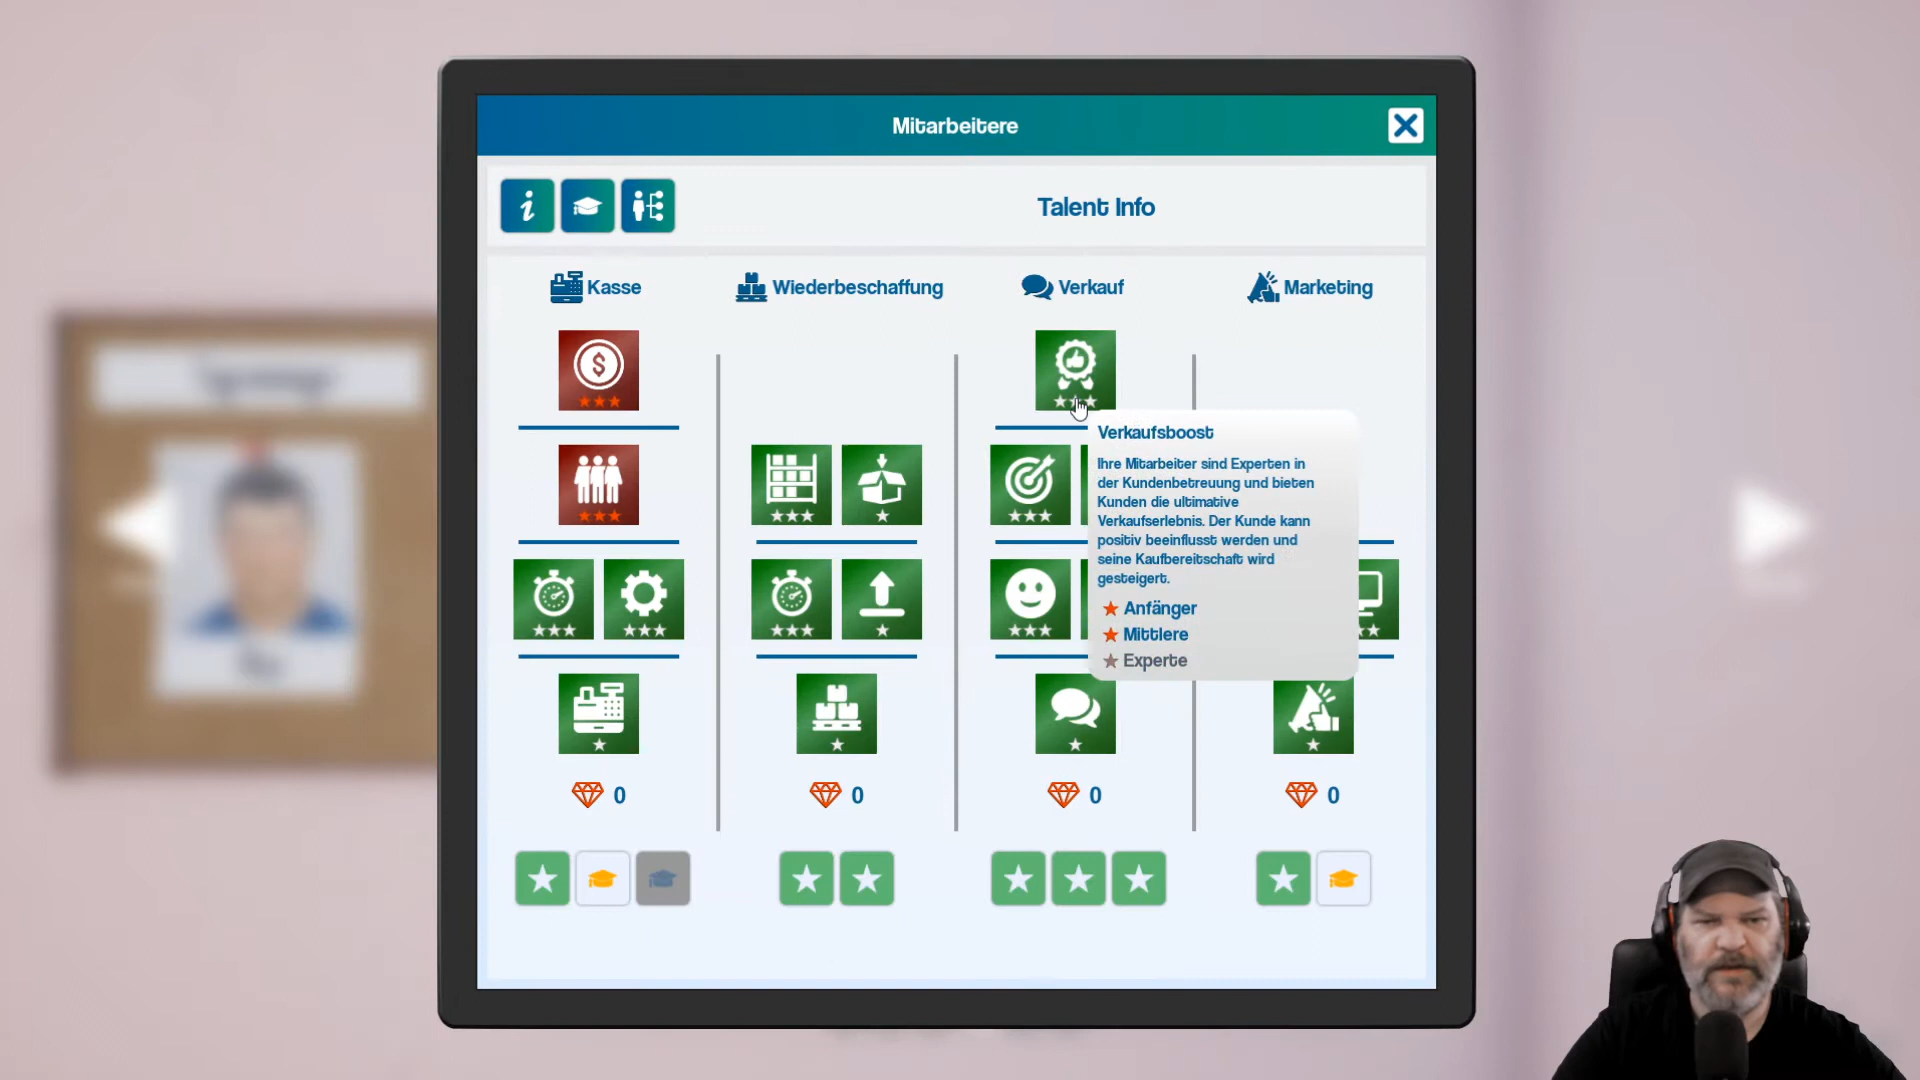 Mitarbeitere
Talent Info
Kasse
Wiederbeschaffung
Verkauf
Marketing
Verkaufsboost
Ihre Mitarbeiter sind Experten in
der Kundenbetreuung und bieten
Kunden die ultimative
Verkaufserlebnis. Der Kunde kann
positiv beeinflusst werden und
seine Kaufbereitschaft wird
gesteigert.
Anfänger
Mittlere
Experte
0
0
0
0